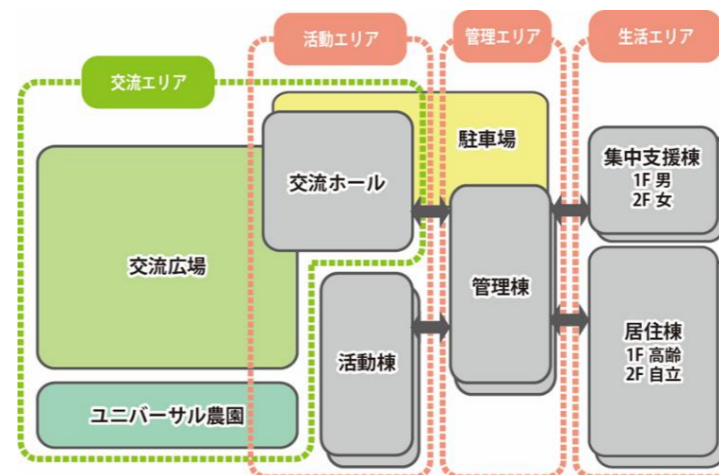 活動エリア
管理エリア
生活エリア
交流エリア
駐車場
交流ホール
集中支援棟
1F 男
2F 女
交流広場
管理棟
活動棟
居住棟
1F 高齢
2F 自立
ユニバーサル農園